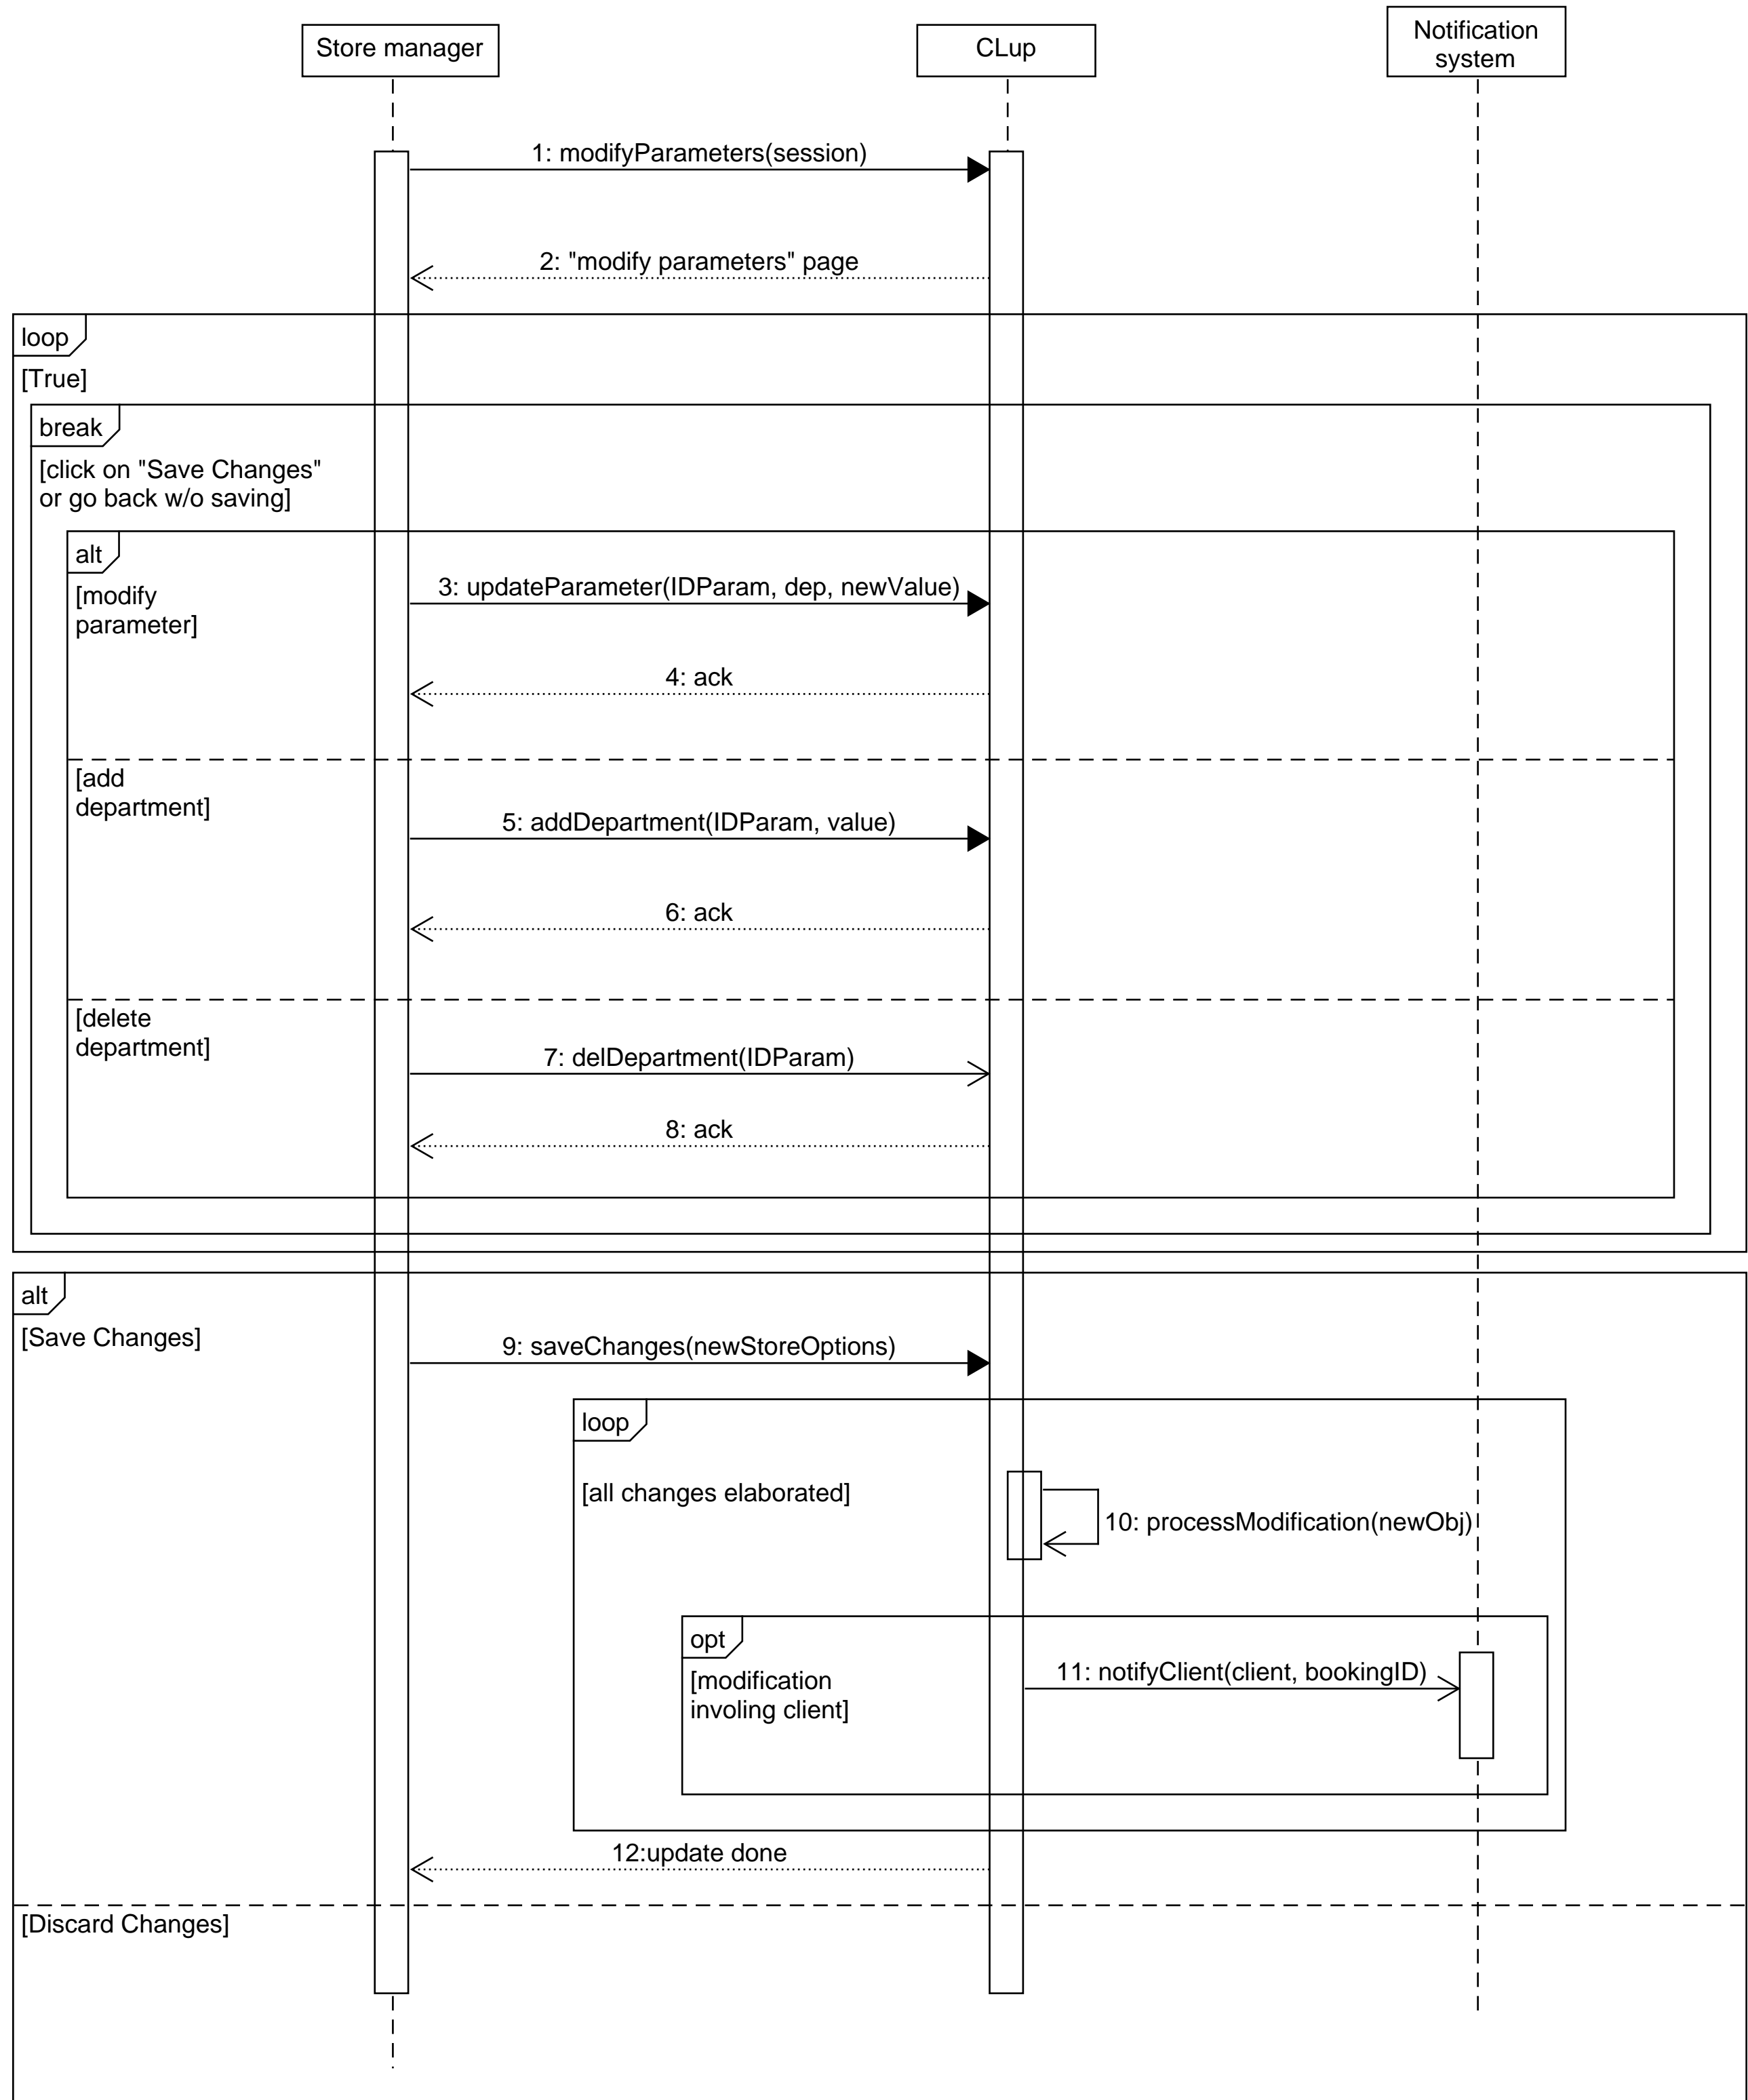 Store manager
CLup
Notification
system
1: modifyParameters(session)
2: "modify parameters" page
loop
[True]
break
[click on "Save Changes"
or go back w/o saving]
alt
[modify
parameter]
3: updateParameter(IDParam, dep, newValue)
4: ack
[add
department]
5: addDepartment(IDParam, value)
6: ack
[delete
department]
7: delDepartment(IDParam)
8: ack
alt
[Save Changes]
9: saveChanges(newStoreOptions)
loop
[all changes elaborated]
10: processModification(newObj)
opt
[modification
involing client]
11: notifyClient(client, bookingID)
12:update done
[Discard Changes]